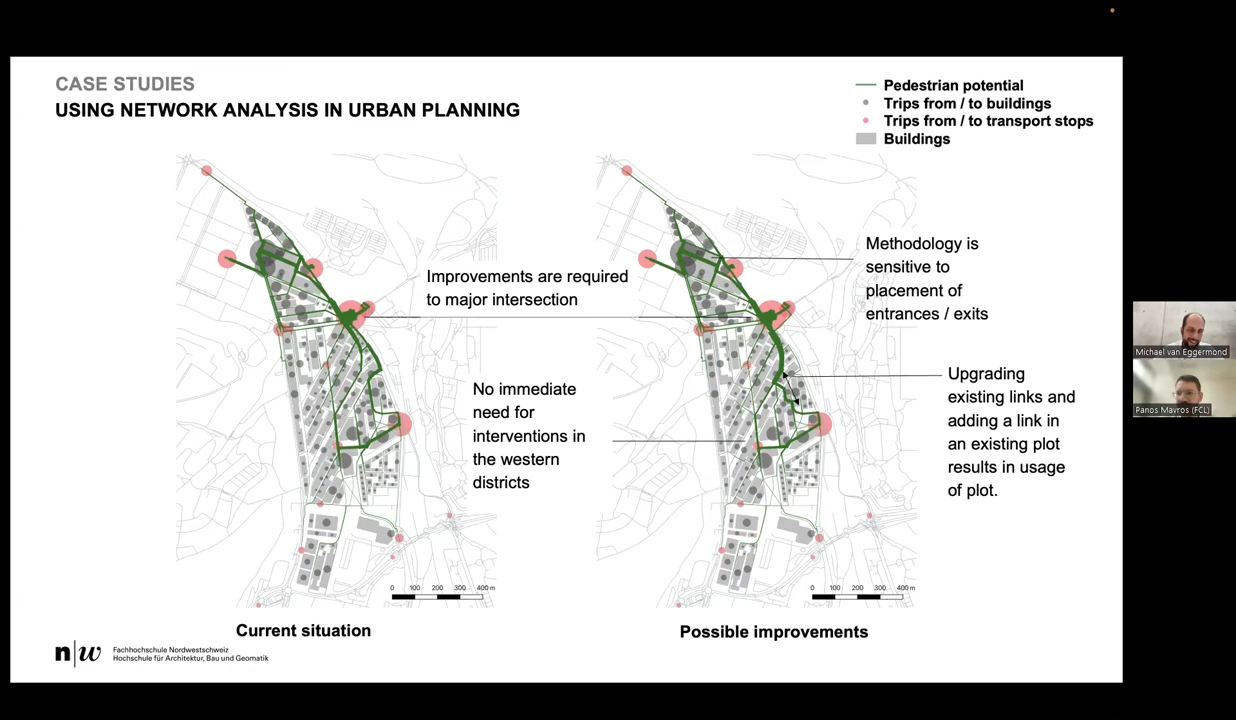 CASE STUDIES
USING NETWORK ANALYSIS IN URBAN PLANNING
Pedestrian potential
Trips from / to buildings
Trips from / to transport stops
Buildings
Improvements are required
to major intersection
No immediate
need for
interventions in
the western
districts
Methodology is
sensitive to
placement of
entrances / exits
Upgrading
existing links and
adding a link in
an existing plot
results in usage
of plot.
0 100 200 300 400 m
0 100 200 300 400 m
Current situation
Possible improvements
n|w
Fachhochschule Nordwestschweiz
Hochschule für Architektur, Bau und Geomatik
Michael van Eggermond
Panos Mavros (FCL)